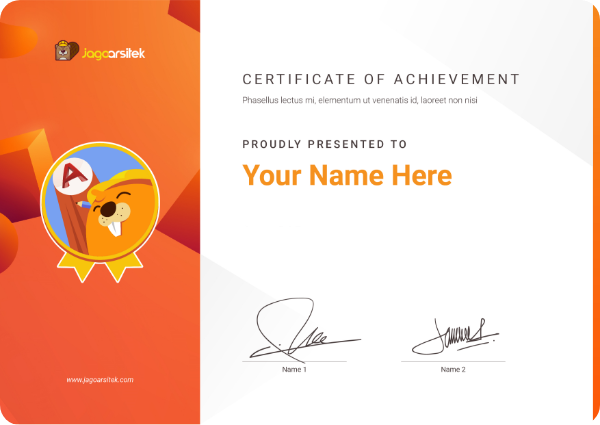 jagoarsitek
CERTIFICATE OF ACHIEVEMENT
Phasellus lectus mi, elementum ut venenatis id, laoreet non nisi
PROUDLY PRESENTED TO
Your Name Here
A
Name 1
Name 2
www.jagoarsitek.com